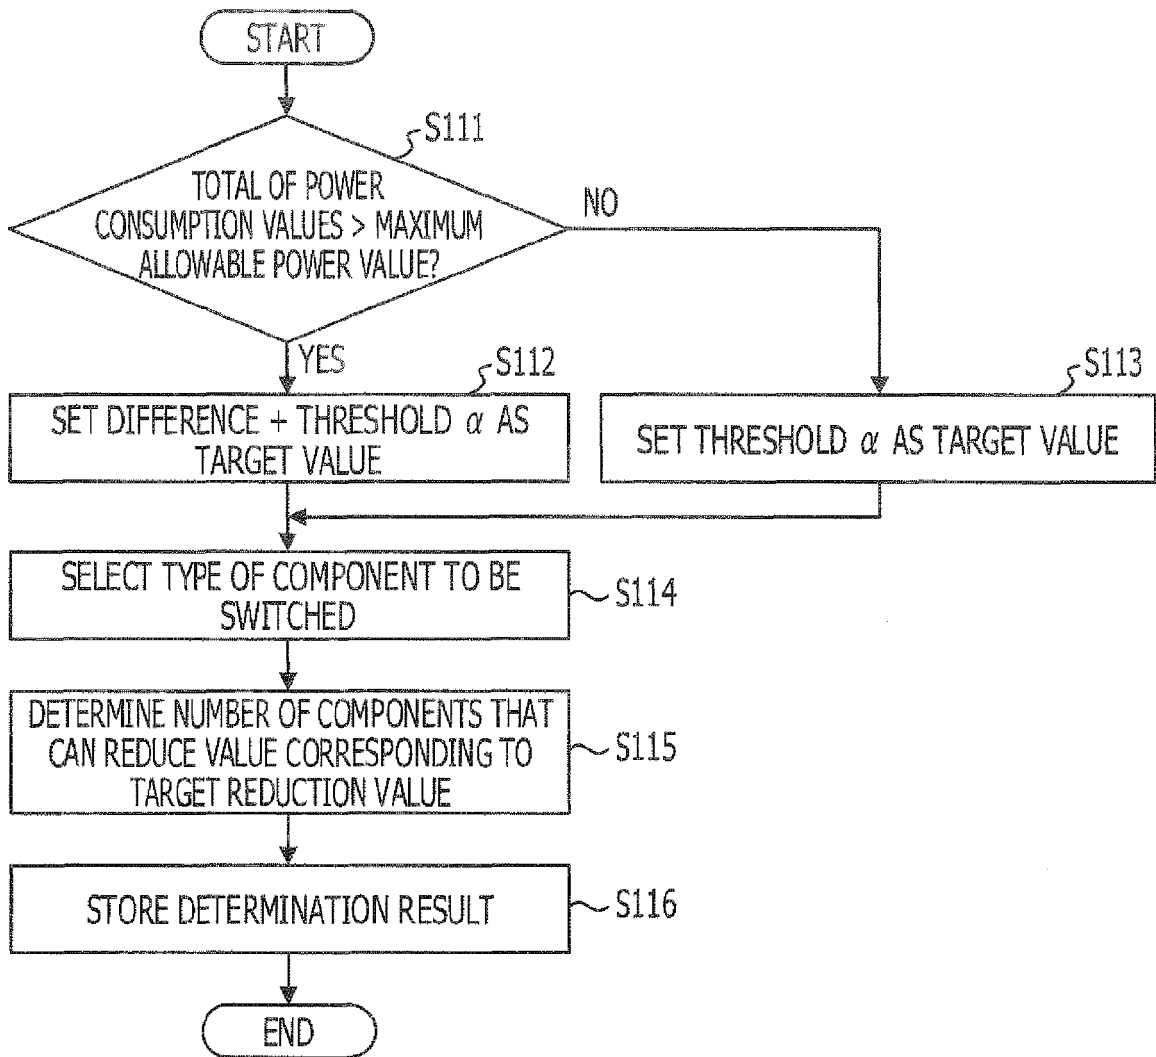 START
S111
TOTAL OF POWER
CONSUMPTION VALUES > MAXIMUM
ALLOWABLE POWER VALUE?
NO
YES
S112
SET DIFFERENCE + THRESHOLD α AS
TARGET VALUE
S113
SET THRESHOLD α AS TARGET VALUE
SELECT TYPE OF COMPONENT TO BE
SWITCHED
S114
DETERMINE NUMBER OF COMPONENTS THAT
CAN REDUCE VALUE CORRESPONDING TO
TARGET REDUCTION VALUE
S115
STORE DETERMINATION RESULT
S116
END